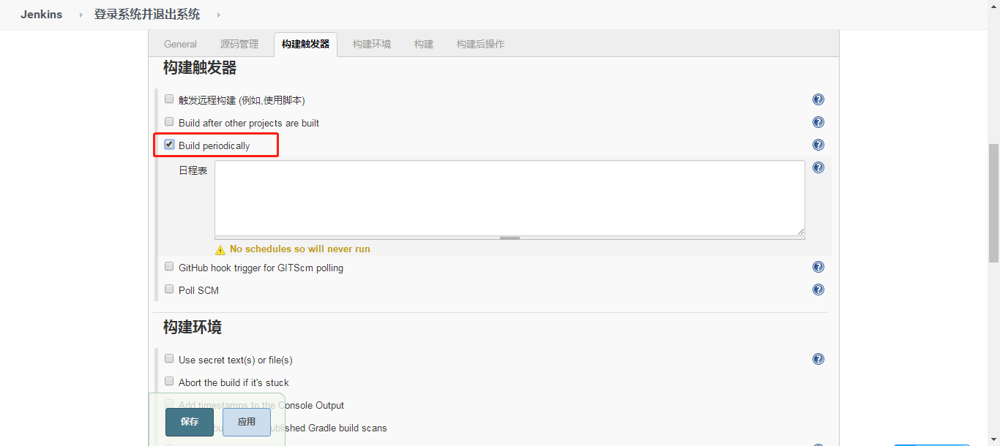 Jenkins 登录系统并退出系统
General 源码管理 构建触发器 构建环境 构建 构建后操作
构建触发器
触发远程构建 (例如,使用脚本)
Build after other projects are built
Build periodically
日程表
No schedules so will never run
GitHub hook trigger for GITScm polling
Poll SCM
构建环境
Use secret text(s) or file(s)
Abort the build if it's stuck
Add timestamps to the Console Output
保存 应用
ublished Gradle build scans